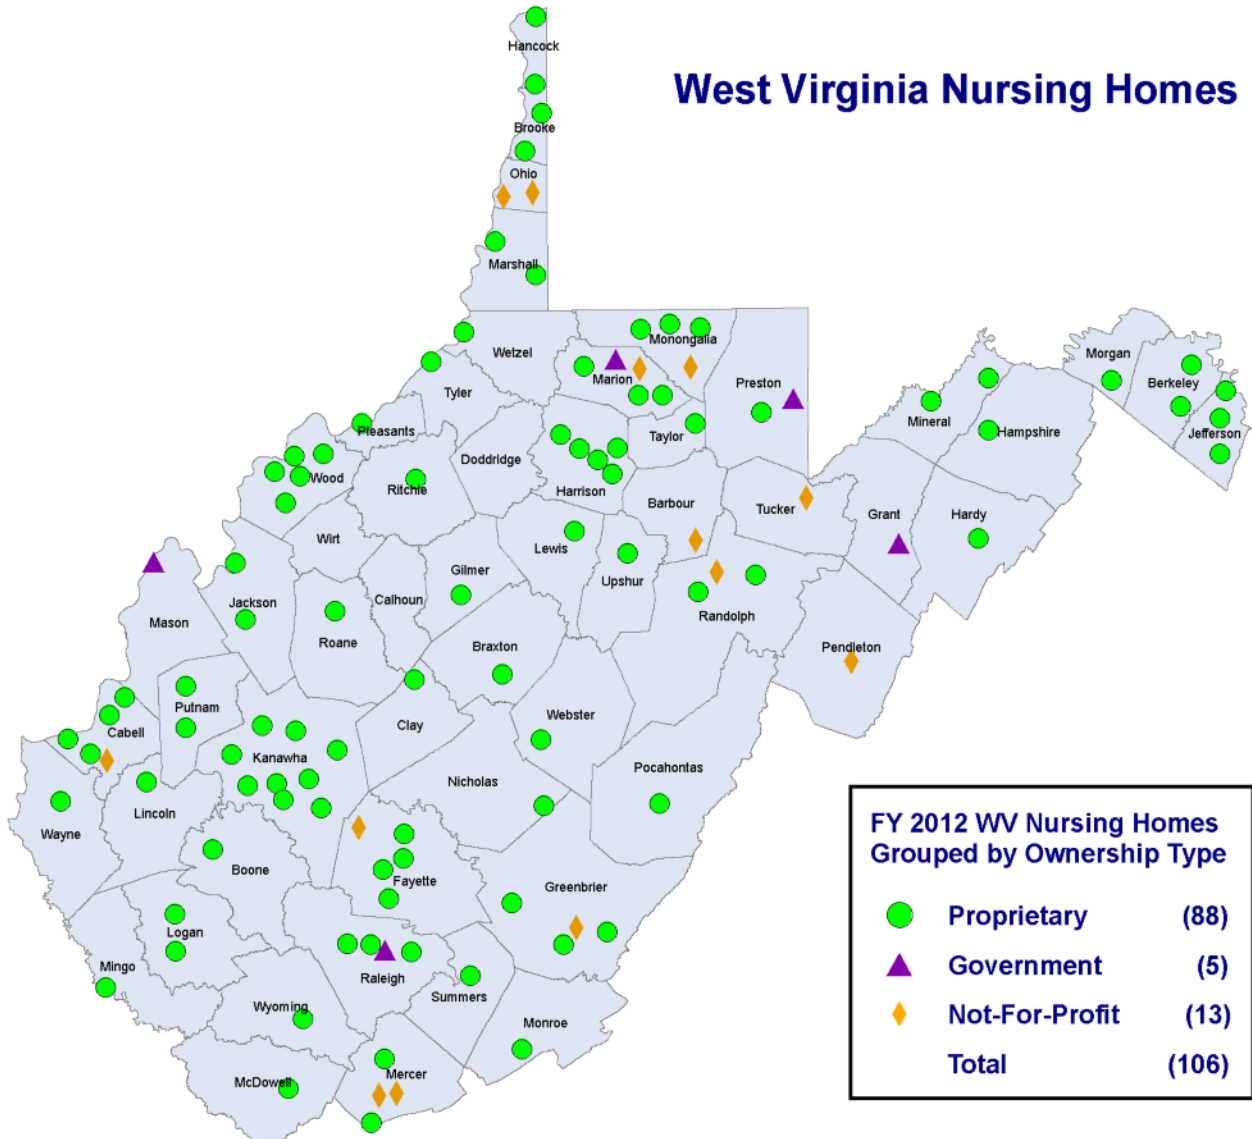 West Virginia Nursing Homes
Hancock
Brooke
Ohio
Marshall
Wetzel
Monongalia
Marion
Preston
Morgan
Berkeley
Jefferson
Mineral
Hampshire
Tyler
Pleasants
Doddridge
Taylor
Wood
Ritchie
Harrison
Barbour
Tucker
Grant
Hardy
Wirt
Lewis
Upshur
Gilmer
Calhoun
Jackson
Mason
Roane
Randolph
Braxton
Pendleton
Putnam
Cabell
Clay
Webster
Kanawha
Nicholas
Pocahontas
Lincoln
Wayne
Boone
Fayette
Greenbrier
Logan
Mingo
Raleigh
Summers
Wyoming
Monroe
McDowell
Mercer
FY 2012 WV Nursing Homes
Grouped by Ownership Type
Proprietary (88)
Government (5)
Not-For-Profit (13)
Total (106)